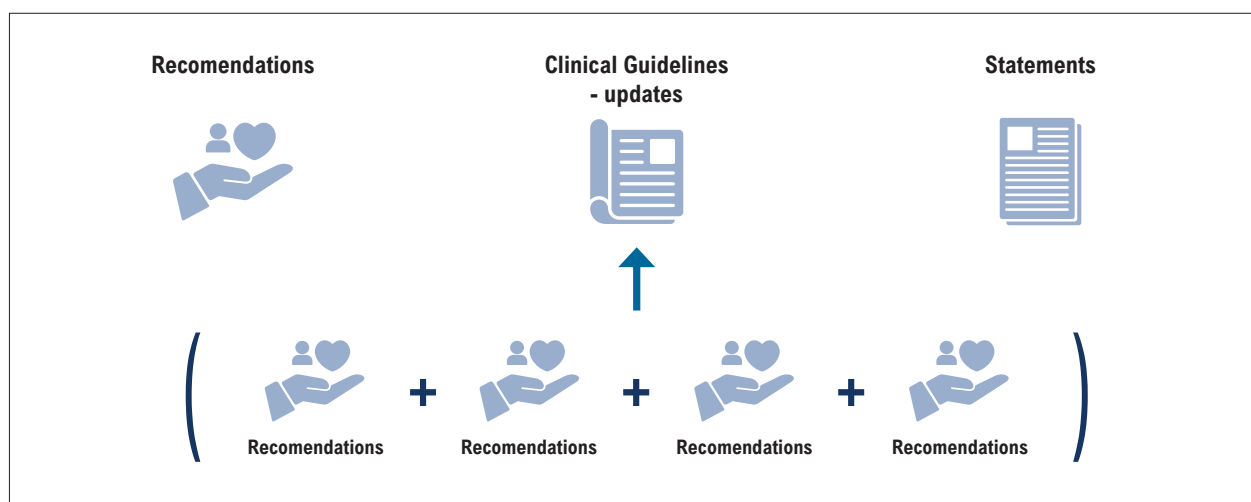 Recomendations
Clinical Guidelines
- updates
Statements
+ + +
Recomendations
Recomendations
Recomendations
Recomendations